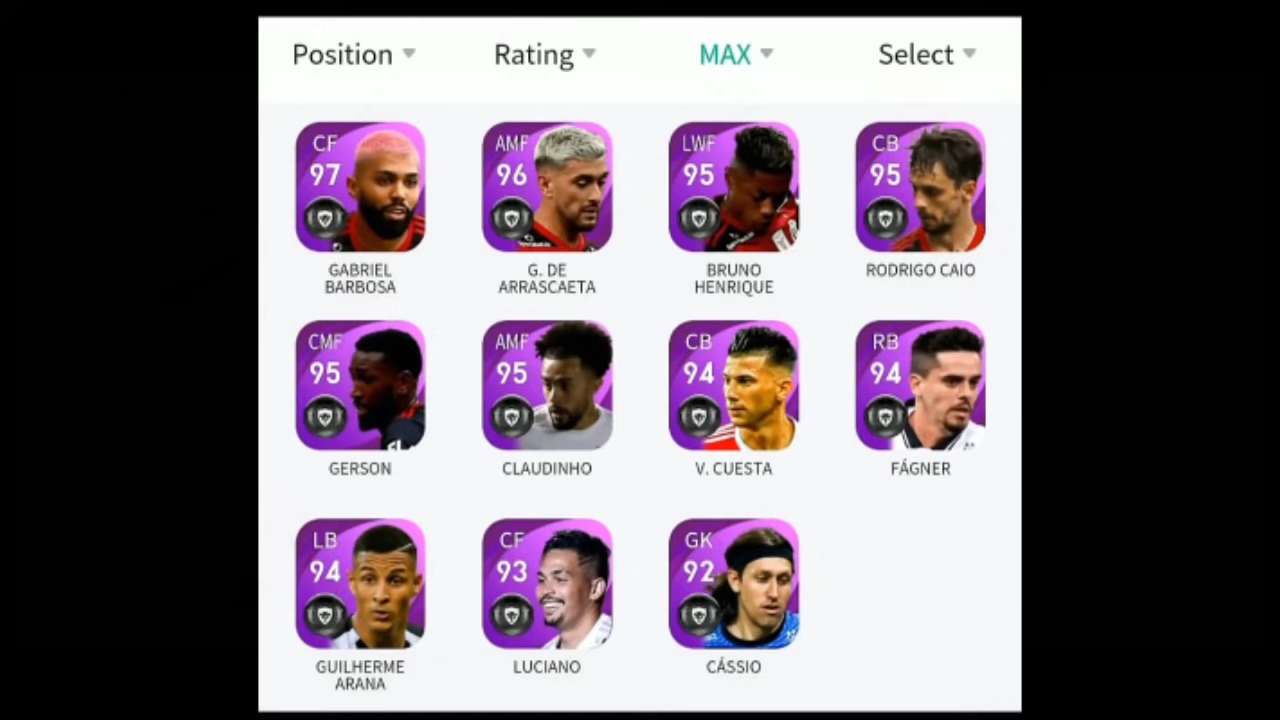 Position Rating MAX Select
CF AMF LWF CB
97 96 95 95
GABRIEL G. DE BRUNO RODRIGO CAIO
BARBOSA ARRASCAETA HENRIQUE
CMF AMF CB RB
95 95 94 94
GERSON CLAUDINHO V. CUESTA FÁGNER
LB CF GK
94 93 92
GUILHERME LUCIANO CÁSSIO
ARANA